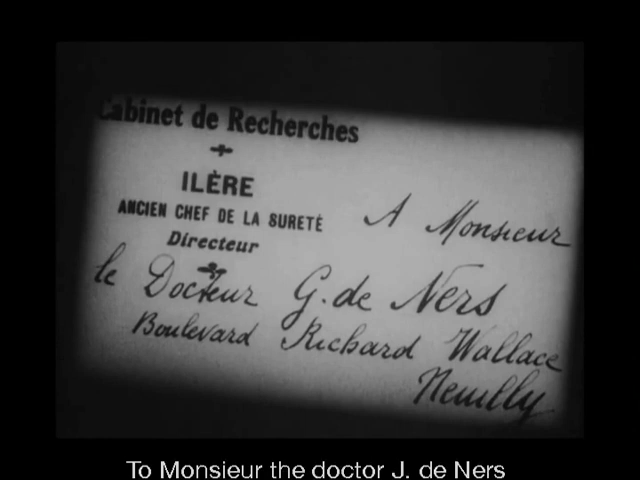 Cabinet de Recherches
ILÈRE
ANCIEN CHEF DE LA SURETÉ
Directeur
A Monsieur
le Docteur G. de Ners
Boulevard Richard Wallace
Neuilly
To Monsieur the doctor J. de Ners